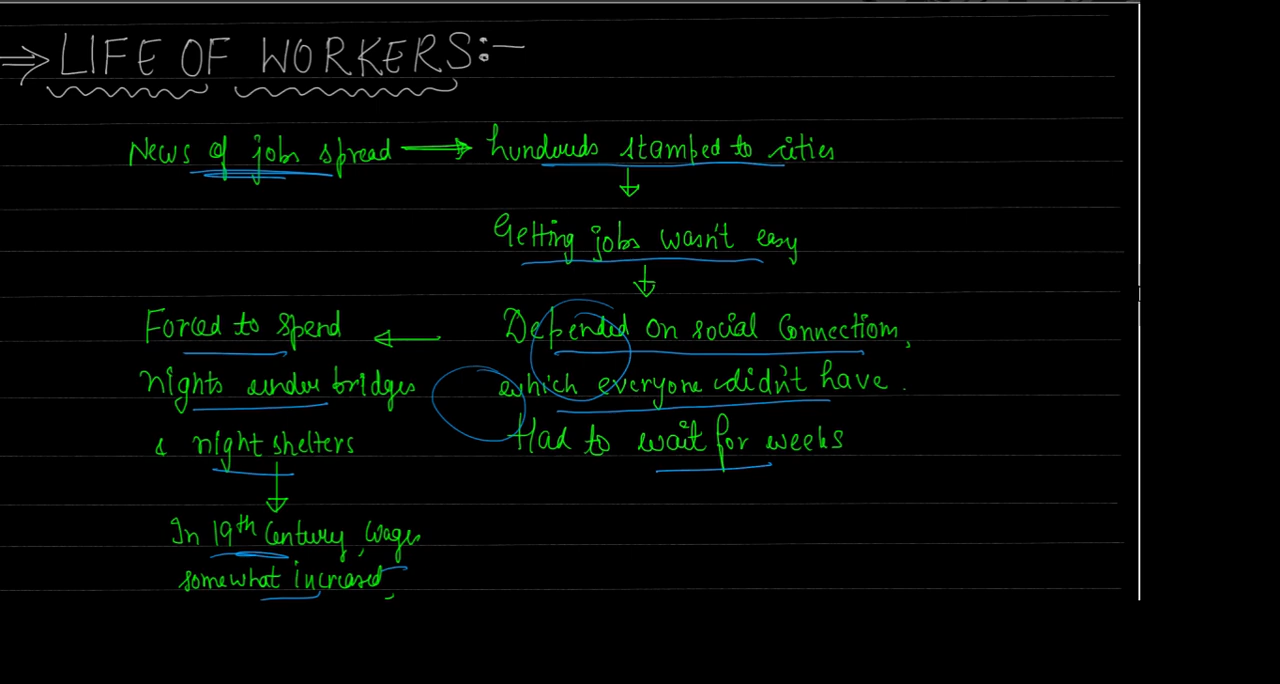 ⇒ LIFE OF WORKERS:-
News of jobs spread → hundreds stamped to cities
↓
Getting jobs wasn't easy
↓
Depended on social connection,
which everyone didn't have.
Had to wait for weeks
←
Forced to spend
nights under bridges
& night shelters
↓
In 19th Century, wages
somewhat increased,